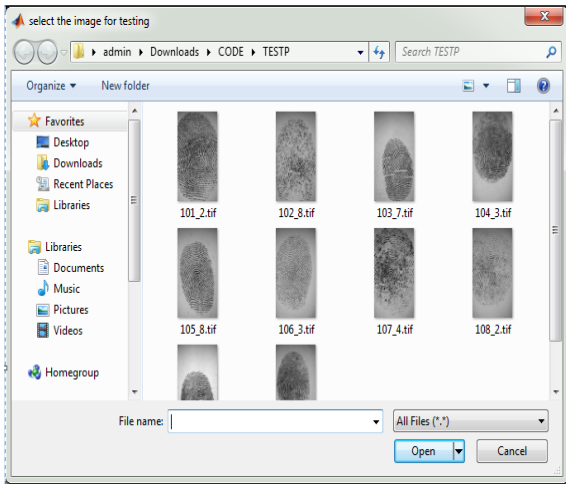 select the image for testing
admin Downloads CODE TESTP
Search TESTP
Organize New folder
Favorites
Desktop
Downloads
Recent Places
Libraries
Libraries
Documents
Music
Pictures
Videos
Homegroup
101_2.tif 102_8.tif 103_7.tif 104_3.tif
105_8.tif 106_3.tif 107_4.tif 108_2.tif
File name: All Files (*.*)
Open Cancel